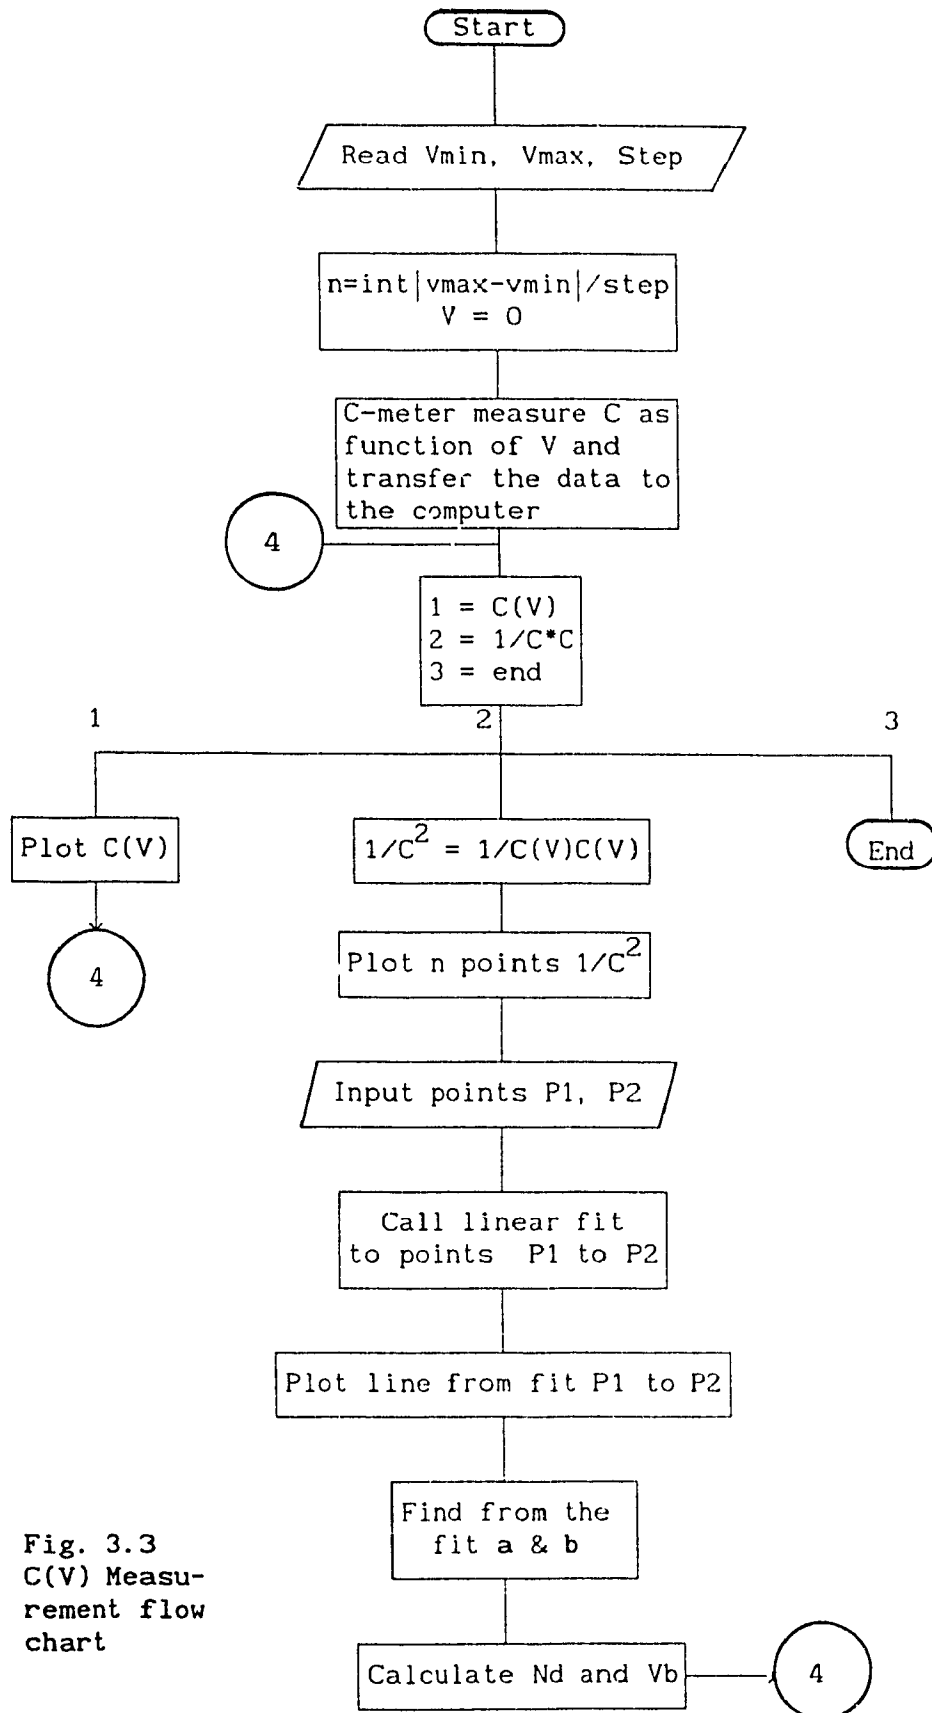 Start
Read Vmin, Vmax, Step
n=int|vmax-vmin|/step
V = 0
C-meter measure C as
function of V and
transfer the data to
the computer
4
1 = C(V)
2 = 1/C*C
3 = end
1
2
3
Plot C(V)
1/C² = 1/C(V)C(V)
End
4
Plot n points 1/C²
Input points P1, P2
Call linear fit
to points P1 to P2
Plot line from fit P1 to P2
Find from the
fit a & b
Calculate Nd and Vb
4
Fig. 3.3
C(V) Measu-
rement flow
chart